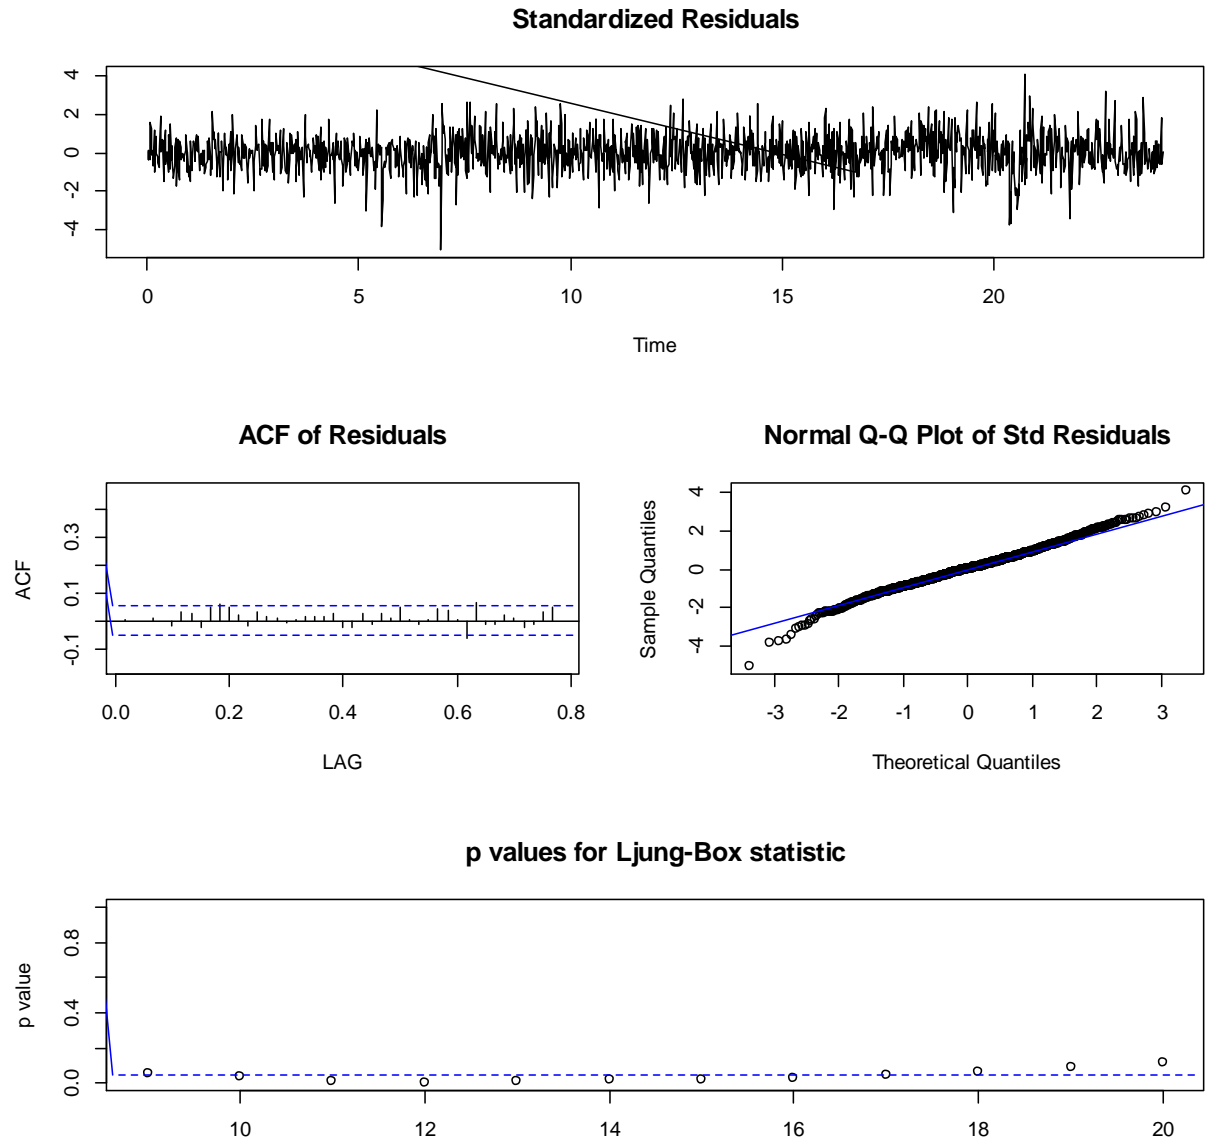 Standardized Residuals
4
2
0
-2
-4
0 5 10 15 20
Time
ACF of Residuals
ACF
0.3
0.1
-0.1
0.0 0.2 0.4 0.6 0.8
LAG
Normal Q-Q Plot of Std Residuals
Sample Quantiles
4
2
0
-2
-4
-3 -2 -1 0 1 2 3
Theoretical Quantiles
p values for Ljung-Box statistic
p value
0.8
0.4
0.0
10 12 14 16 18 20